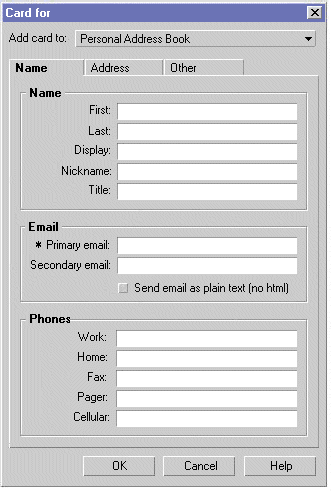 Card for
Add card to: Personal Address Book
Name Address Other
Name
First:
Last:
Display:
Nickname:
Title:
Email
* Primary email:
Secondary email:
Send email as plain text (no html)
Phones
Work:
Home:
Fax:
Pager:
Cellular:
OK Cancel Help